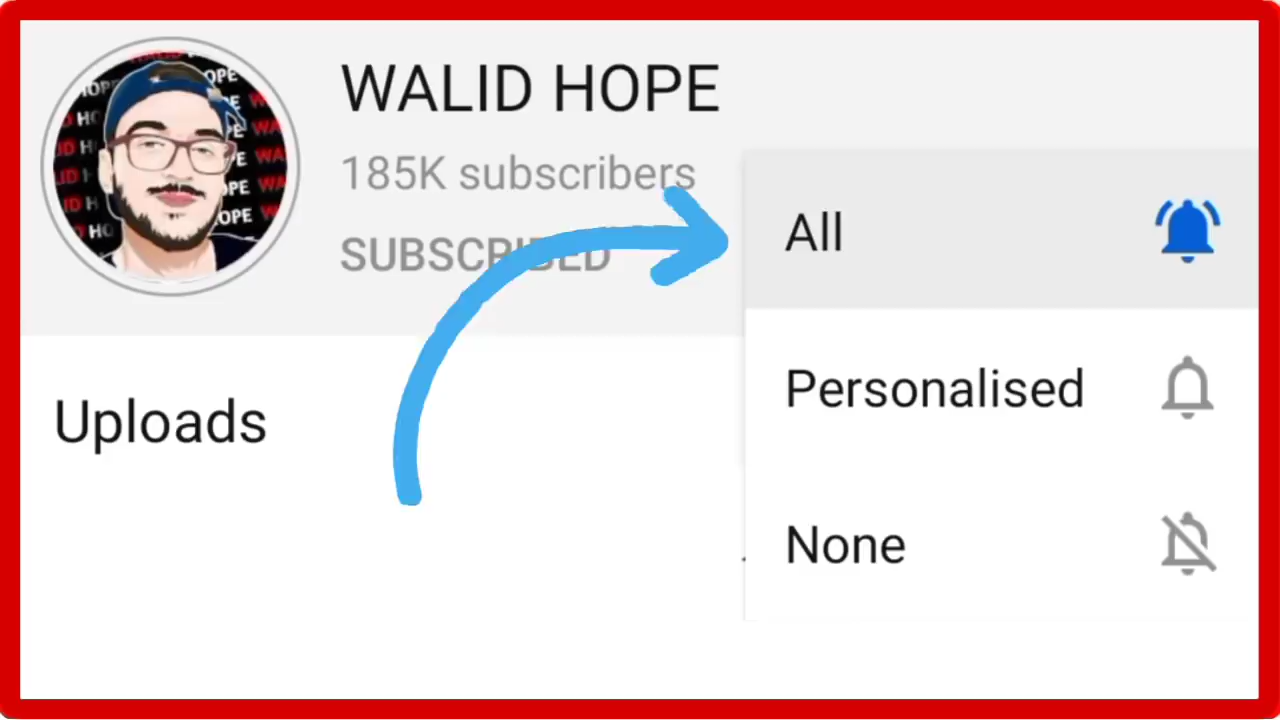 WALID HOPE
185K subscribers
SUBSCRIBED
All
Personalised
None
Uploads